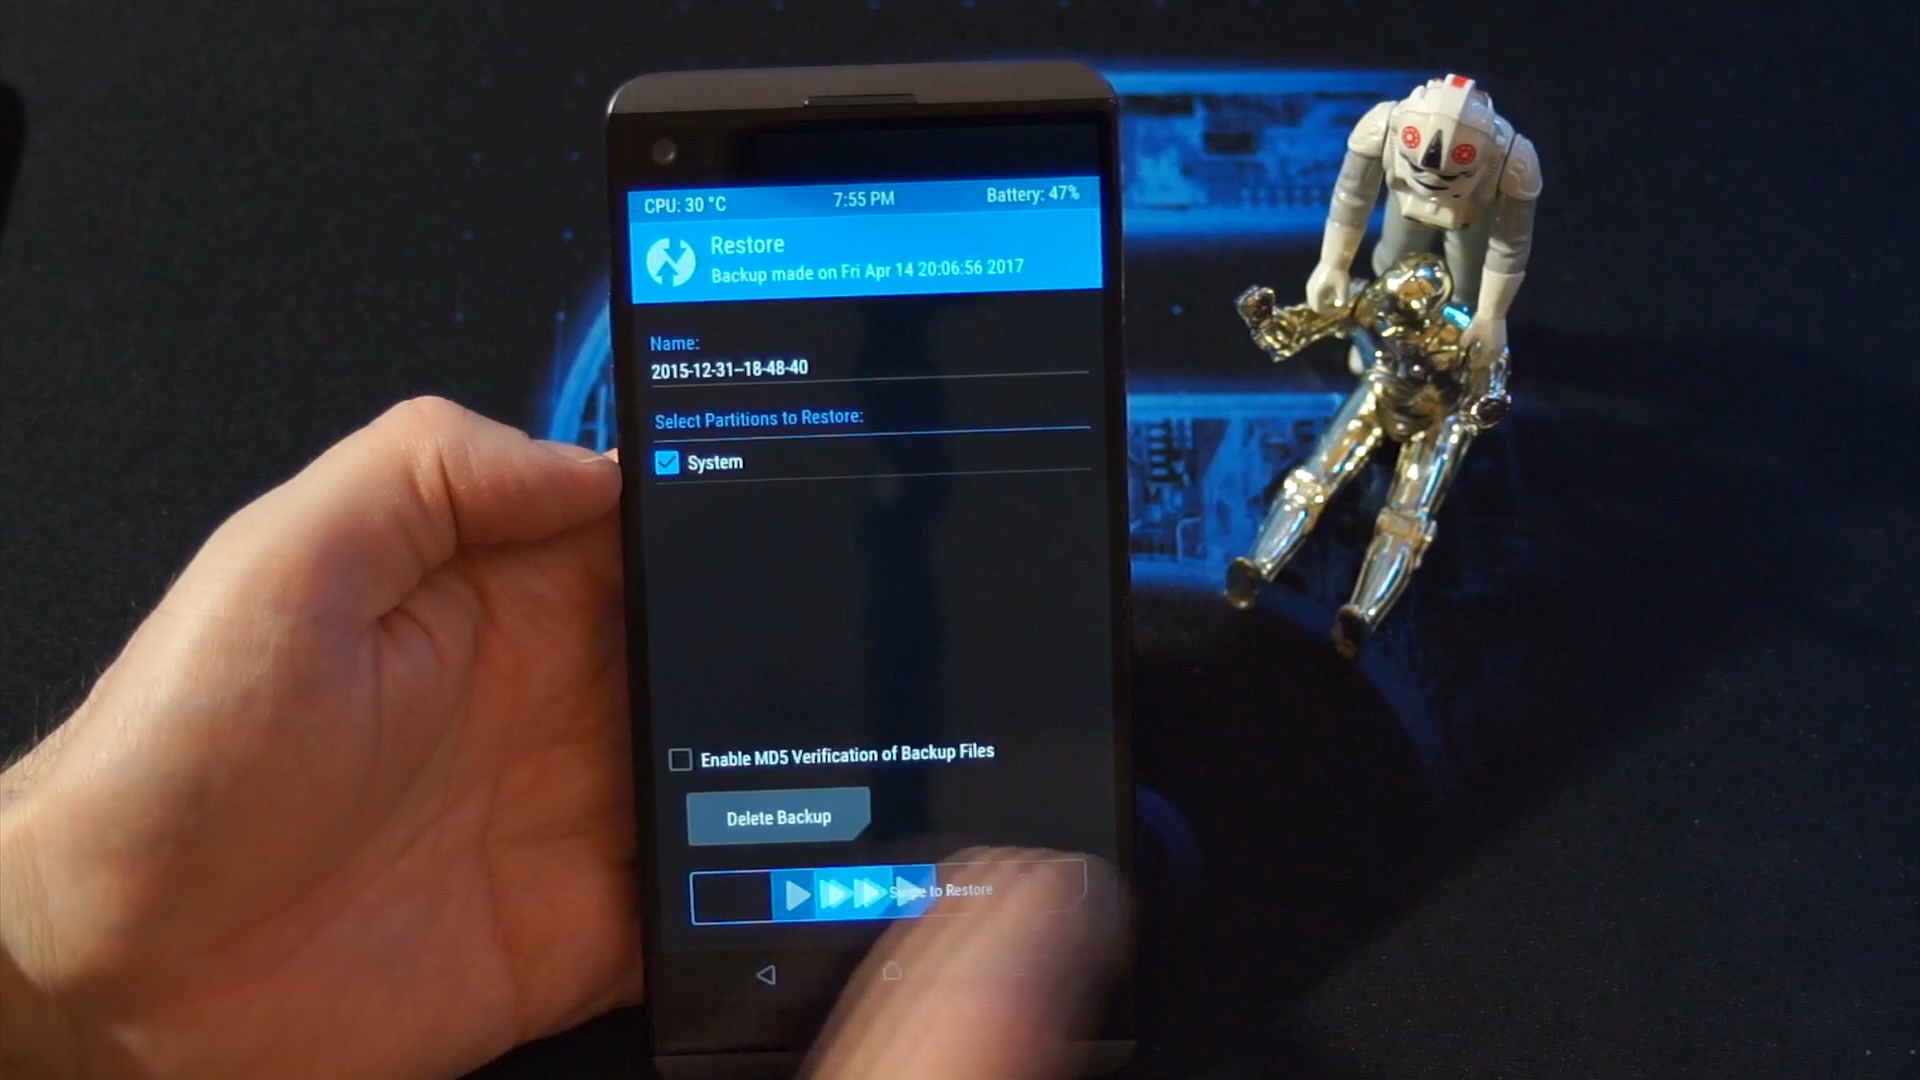 CPU: 30 °C 7:55 PM Battery: 47%
Restore
Backup made on Fri Apr 14 20:06:56 2017
Name:
2015-12-31--18-48-40
Select Partitions to Restore:
System
Enable MD5 Verification of Backup Files
Delete Backup
Swipe to Restore